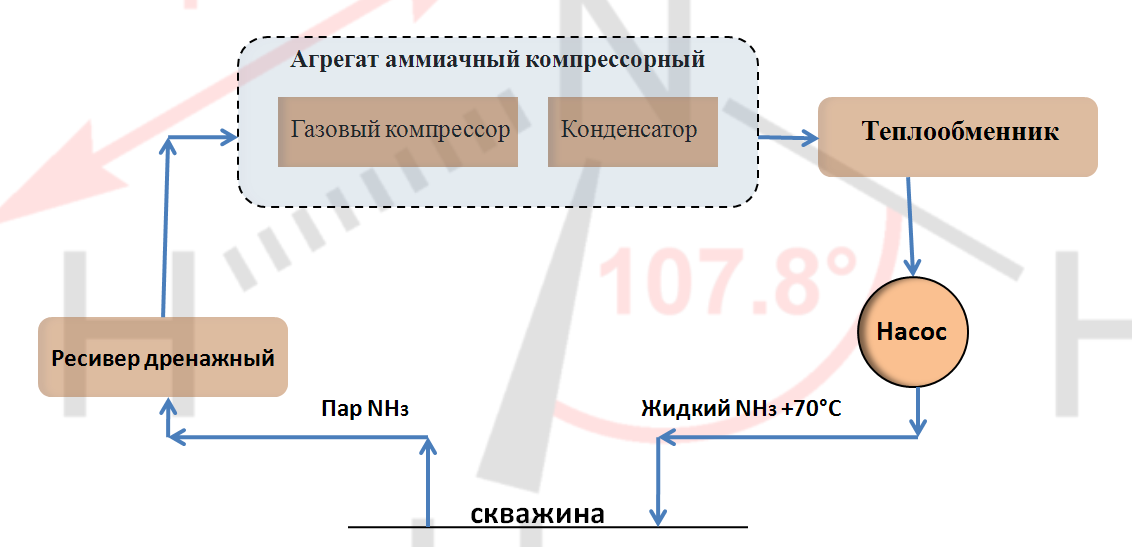 Агрегат аммиачный компрессорный
Газовый компрессор
Конденсатор
Теплообменник
N
H
107.8°
H
Насос
Ресивер дренажный
Пар NH₃
Жидкий NH₃ +70°C
скважина